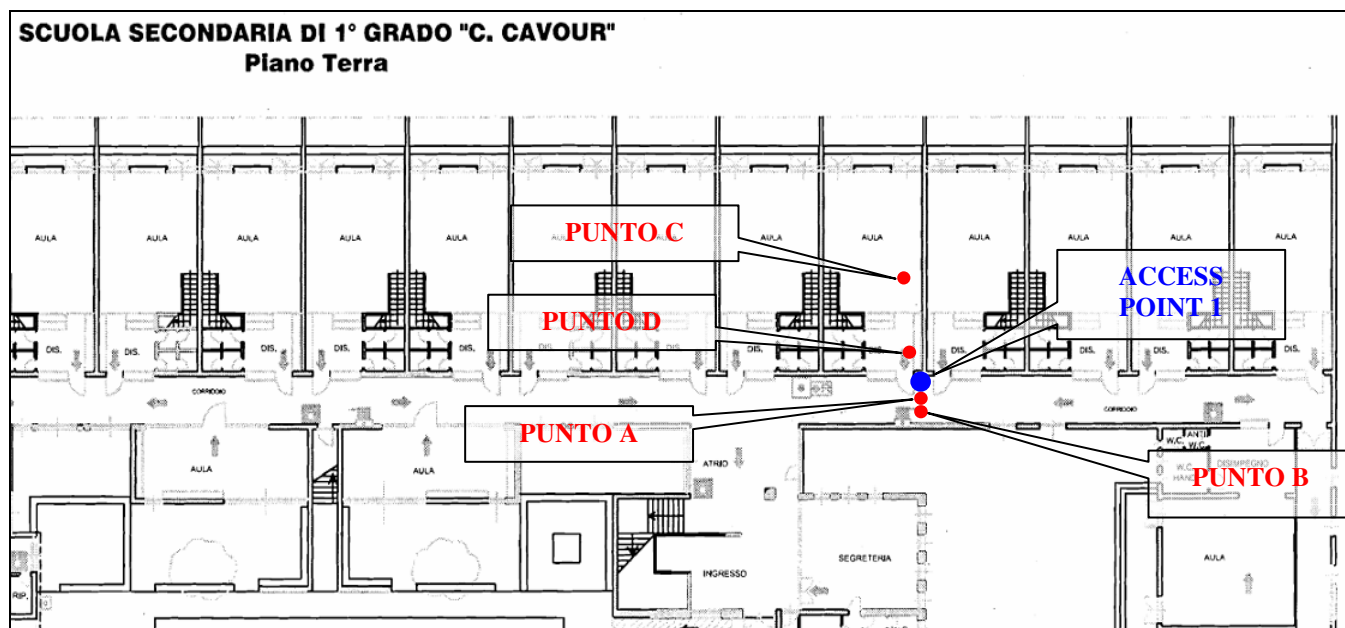 SCUOLA SECONDARIA DI 1° GRADO "C. CAVOUR"
Piano Terra
AULA
AULA
AULA
AULA
AULA
AULA
AULA
AULA
AULA
AULA
AULA
AULA
PUNTO C
ACCESS
POINT 1
PUNTO D
DIS.
DIS.
DIS.
DIS.
DIS.
DIS.
DIS.
DIS.
DIS.
DIS.
CORRIDOIO
CORRIDOIO
PUNTO A
PUNTO B
AULA
AULA
ATRIO
W.C.
ANTI
W.C.
W.C.
DISIMPEGNO
SEGRETERIA
INGRESSO
AULA
RIP.